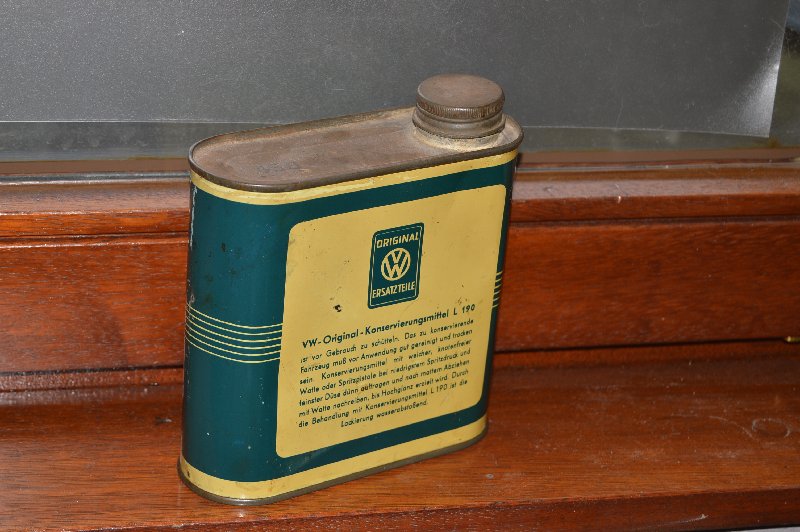 ORIGINAL
VW
ERSATZTEILE
VW-Original-Konservierungsmittel L 190
ist vor Gebrauch zu schütteln. Das zu konservierende
Fahrzeug muß vor Anwendung gut gereinigt und trocken
sein. Konservierungsmittel mit weicher, knotenfreier
Watte oder Spritzpistole bei niedrigstem Spritzdruck und
feinster Düse dünn auftragen und nach mattem Abziehen
mit Watte nachreiben, bis Hochglanz erzielt wird. Durch
die Behandlung mit Konservierungsmittel L 190 ist die
Lackierung wasserabstoßend.